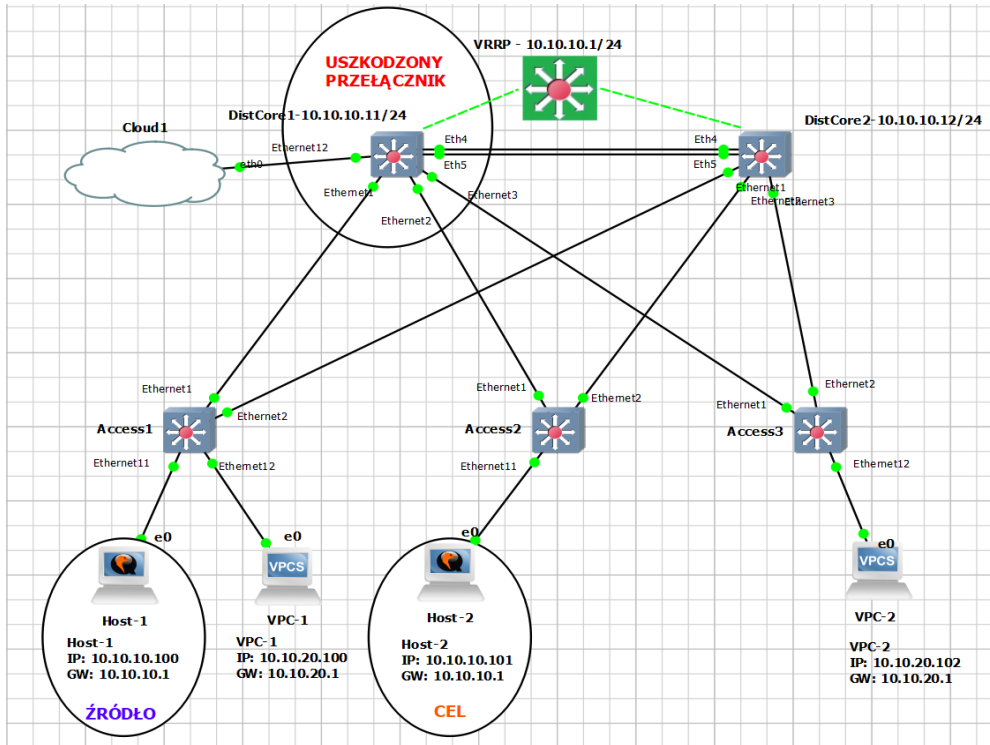 VRRP - 10.10.10.1/24
USZKODZONY
PRZEŁĄCZNIK
DistCore1-10.10.10.11/24
DistCore2-10.10.10.12/24
Cloud1
Ethernet12
eth0
Eth4
Eth5
Eth4
Eth5
Ethernet1
Ethernet2
Ethernet3
Ethernet1
Ethernet2
Ethernet3
Ethernet1
Ethernet2
Access1
Ethernet11
Ethernet12
Ethernet1
Ethernet2
Access2
Ethernet11
Ethernet1
Ethernet2
Access3
Ethernet12
e0
e0
e0
e0
VPCS
VPCS
Host-1
VPC-1
Host-2
VPC-2
Host-1
IP: 10.10.10.100
GW: 10.10.10.1
VPC-1
IP: 10.10.20.100
GW: 10.10.20.1
Host-2
IP: 10.10.10.101
GW: 10.10.10.1
VPC-2
IP: 10.10.20.102
GW: 10.10.20.1
ŹRÓDŁO
CEL